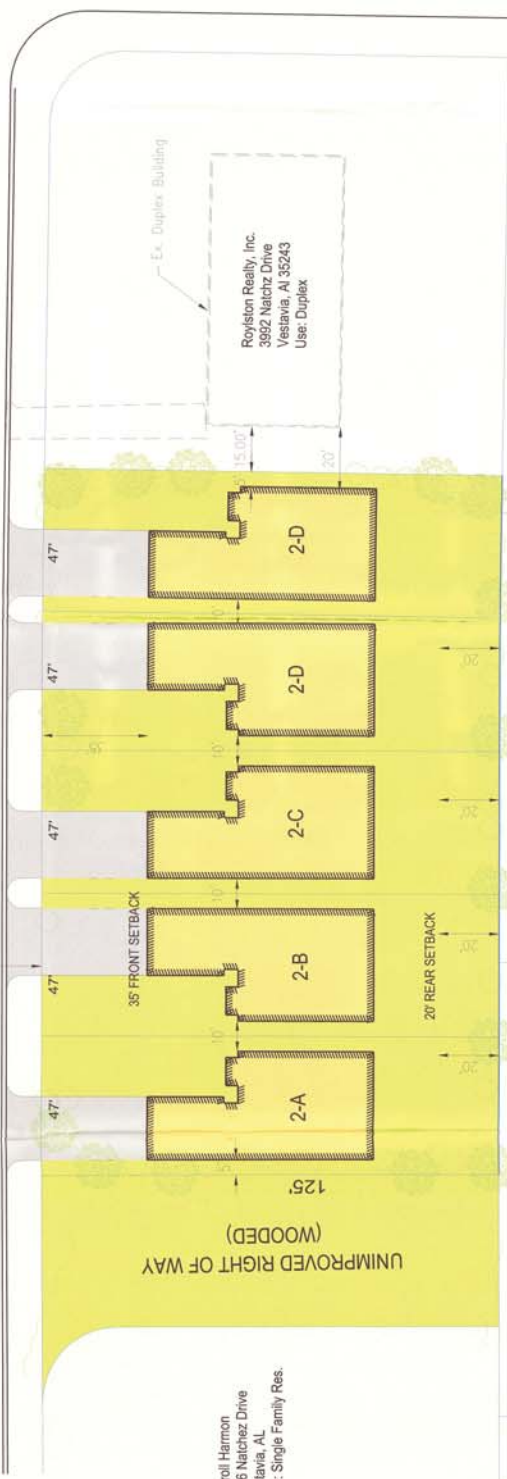 Ex. Duplex Building
Roylston Realty, Inc.
3992 Natchz Drive
Vestavia, Al 35243
Use: Duplex
15.00'
5'
20'
47'
47'
47'
47'
47'
35'
35' FRONT SETBACK
10'
10'
10'
5'
2-D
2-D
2-C
2-B
2-A
20'
20'
20'
20'
20' REAR SETBACK
125'
UNIMPROVED RIGHT OF WAY
(WOODED)
roll Harmon
6 Natchez Drive
tavia, AL
: Single Family Res.